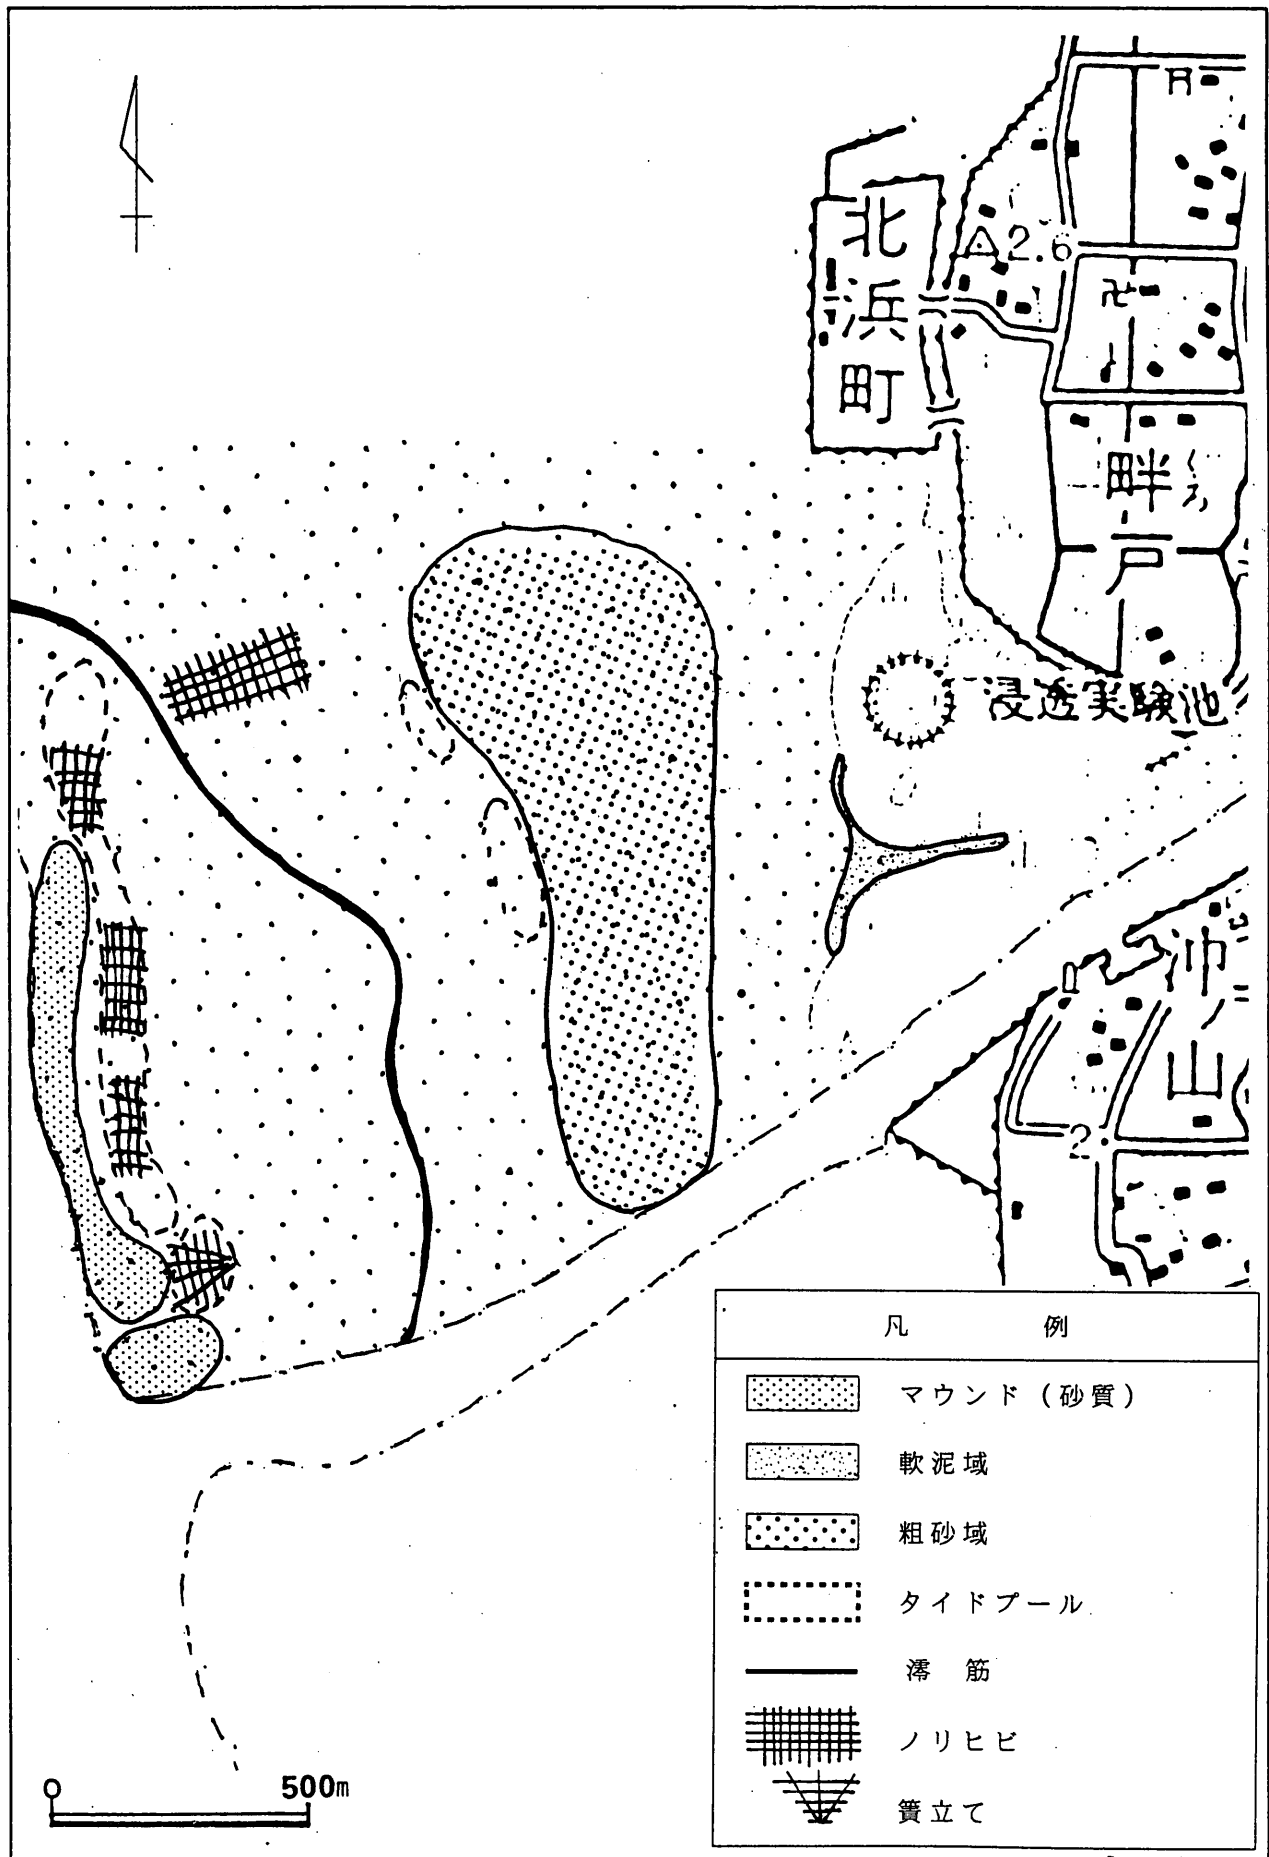 北浜町
2.6
畔
浸透実験池
中
山
2
凡 例
マウンド（砂質）
軟泥域
粗砂域
タイドプール
澪 筋
ノリヒビ
簀立て
0 500m